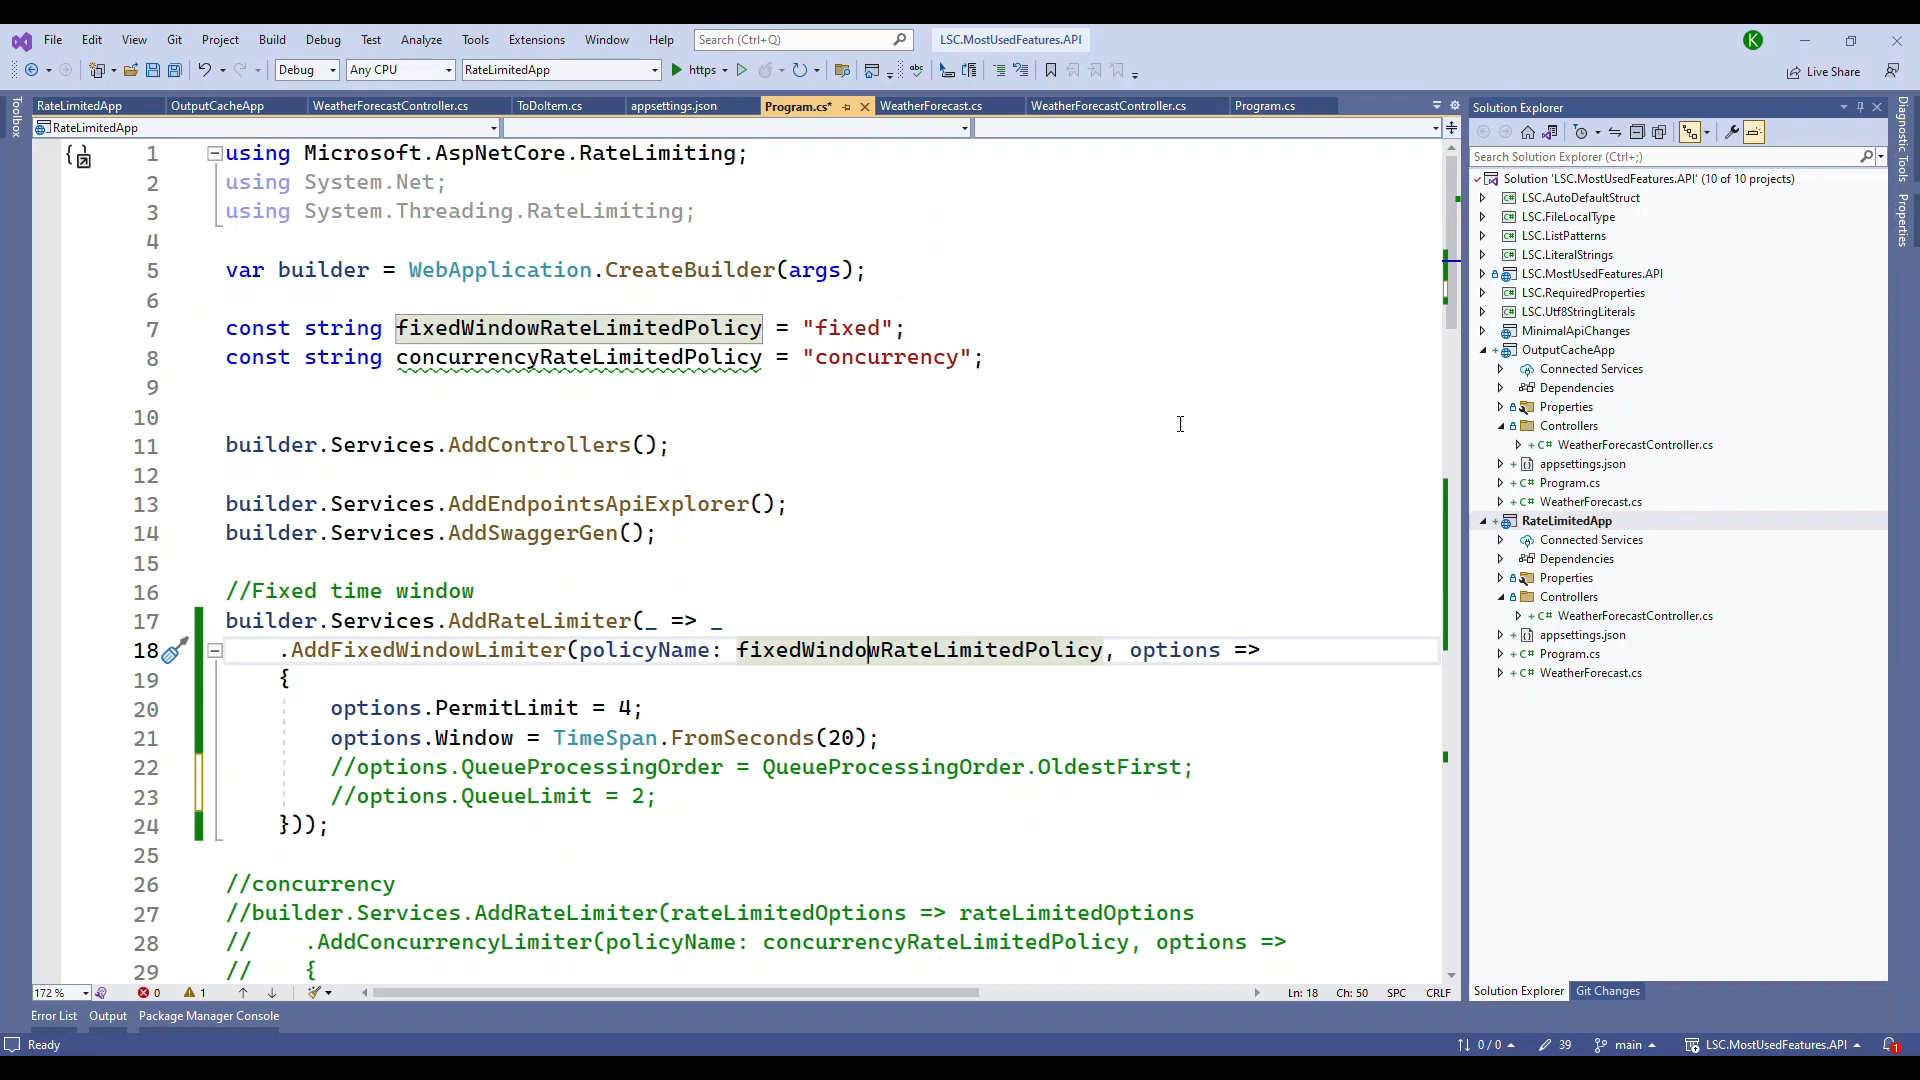 File Edit View Git Project Build Debug Test Analyze Tools Extensions Window Help Search (Ctrl+Q) LSC.MostUsedFeatures.API K
Debug Any CPU RateLimitedApp https Live Share
RateLimitedApp OutputCacheApp WeatherForecastController.cs ToDoItem.cs appsettings.json Program.cs* WeatherForecast.cs WeatherForecastController.cs Program.cs
RateLimitedApp
Toolbox
1 using Microsoft.AspNetCore.RateLimiting;
2 using System.Net;
3 using System.Threading.RateLimiting;
4
5 var builder = WebApplication.CreateBuilder(args);
6
7 const string fixedWindowRateLimitedPolicy = "fixed";
8 const string concurrencyRateLimitedPolicy = "concurrency";
9
10
11 builder.Services.AddControllers();
12
13 builder.Services.AddEndpointsApiExplorer();
14 builder.Services.AddSwaggerGen();
15
16 //Fixed time window
17 builder.Services.AddRateLimiter(_ => _
18 .AddFixedWindowLimiter(policyName: fixedWindowRateLimitedPolicy, options =>
19 {
20 options.PermitLimit = 4;
21 options.Window = TimeSpan.FromSeconds(20);
22 //options.QueueProcessingOrder = QueueProcessingOrder.OldestFirst;
23 //options.QueueLimit = 2;
24 }));
25
26 //concurrency
27 //builder.Services.AddRateLimiter(rateLimitedOptions => rateLimitedOptions
28 // .AddConcurrencyLimiter(policyName: concurrencyRateLimitedPolicy, options =>
29 // {
172 % 0 1 Ln: 18 Ch: 50 SPC CRLF
Solution Explorer
Search Solution Explorer (Ctrl+;)
Solution 'LSC.MostUsedFeatures.API' (10 of 10 projects)
LSC.AutoDefaultStruct
LSC.FileLocalType
LSC.ListPatterns
LSC.LiteralStrings
LSC.MostUsedFeatures.API
LSC.RequiredProperties
LSC.Utf8StringLiterals
MinimalApiChanges
OutputCacheApp
Connected Services
Dependencies
Properties
Controllers
C# WeatherForecastController.cs
appsettings.json
C# Program.cs
C# WeatherForecast.cs
RateLimitedApp
Connected Services
Dependencies
Properties
Controllers
C# WeatherForecastController.cs
appsettings.json
C# Program.cs
C# WeatherForecast.cs
Solution Explorer Git Changes
Diagnostic Tools
Properties
Error List Output Package Manager Console
Ready 0 / 0 39 main LSC.MostUsedFeatures.API 1